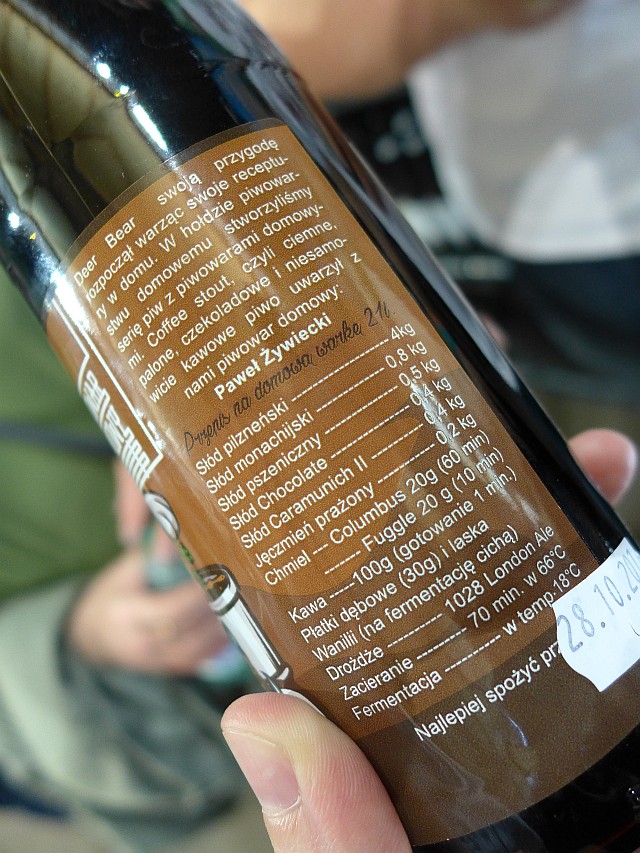 Deer Bear swoją przygodę
rozpoczął warząc swoje receptu-
ry w domu. W hołdzie piwowar-
stwu domowemu stworzyliśmy
serię piw z piwowarami domowy-
mi. Coffee stout, czyli ciemne,
palone, czekoladowe i niesamo-
wicie kawowe piwo uwarzył z
nami piwowar domowy:
Paweł Żywiecki
Przepis na domową warkę 21l.
Słód pilzneński ---------------- 4kg
Słód monachijski ------------ 0.8 kg
Słód pszeniczny ------------- 0.5 kg
Słód Chocolate -------------- 0.4 kg
Słód Caramunich II --------- 0.4 kg
Jęczmień prażony ---------- 0.2 kg
Chmiel --- Columbus 20g (60 min)
------- Fuggle 20 g (10 min)
Kawa ----100g (gotowanie 1 min.)
Płatki dębowe (30g) i laska
Wanilii (na fermentację cichą)
Drożdże --------- 1028 London Ale
Zacieranie --------- 70 min. w 66°C
Fermentacja ---------- w temp.18°C
Najlepiej spożyć
28.10.20